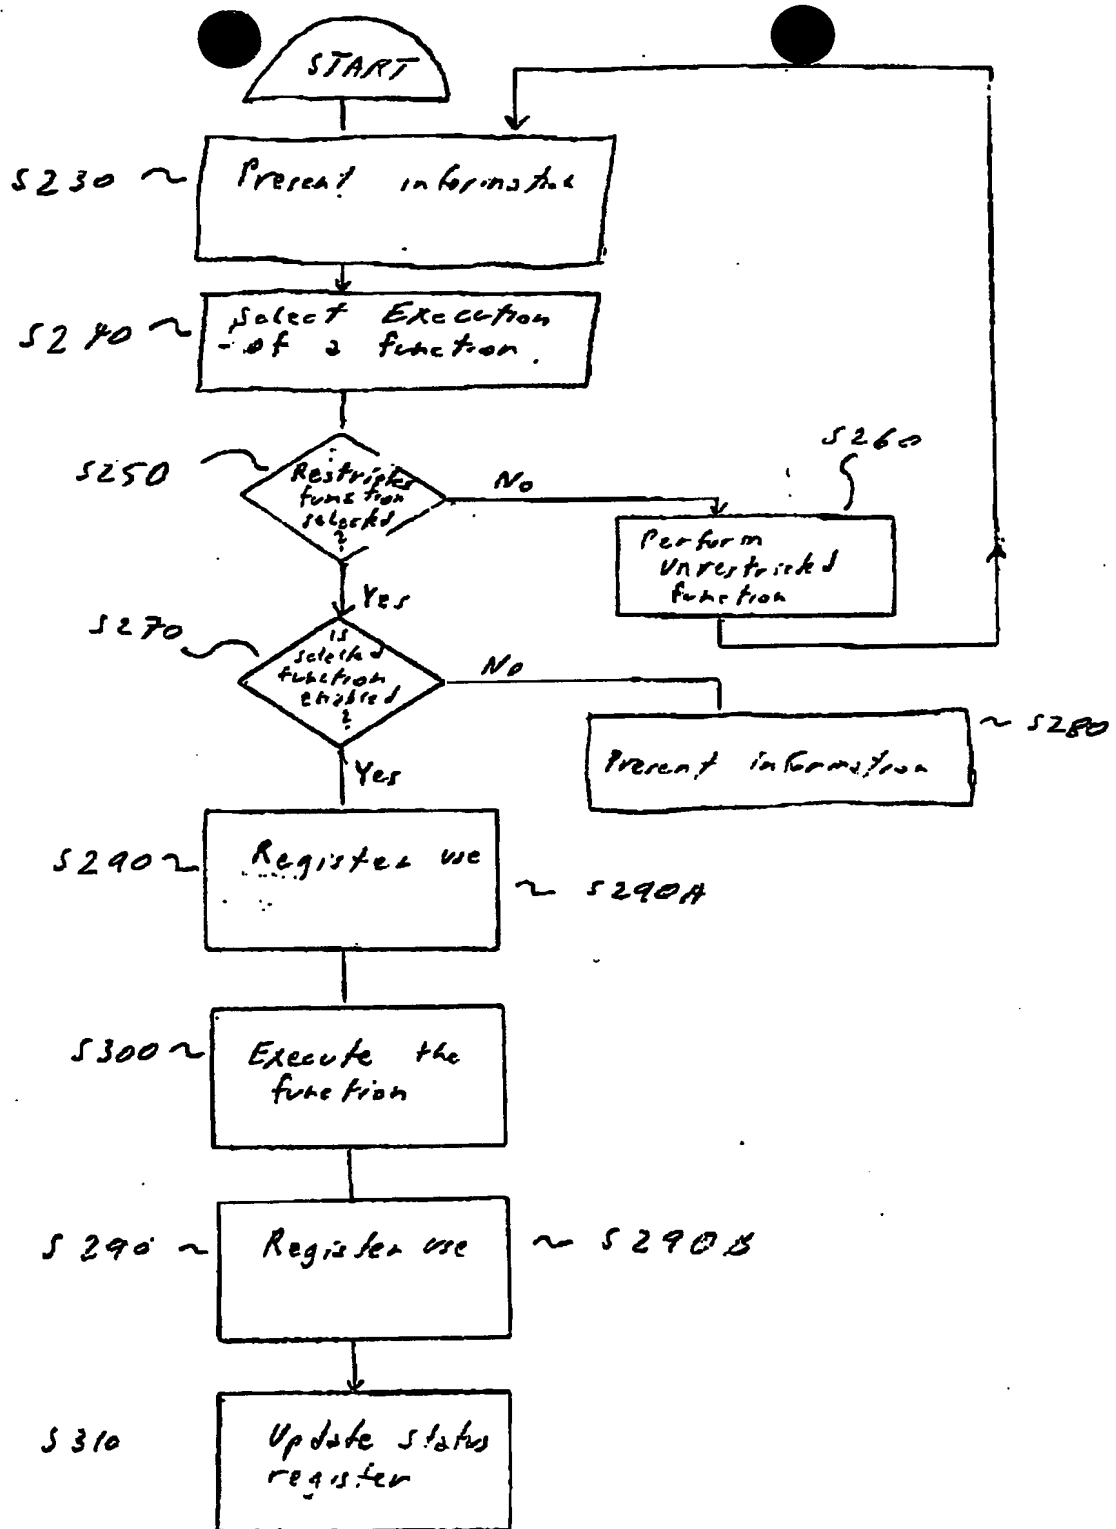 START
S230
Present information
S240
Select Execution
of a function.
S250
Restricted
function
selected
?
No
S260
Perform
unrestricted
function
Yes
S270
is
selected
function
enabled
?
No
S280
Present information
Yes
S290
Register use
S290A
S300
Execute the
function
S290
Register use
S290B
S310
Update status
register